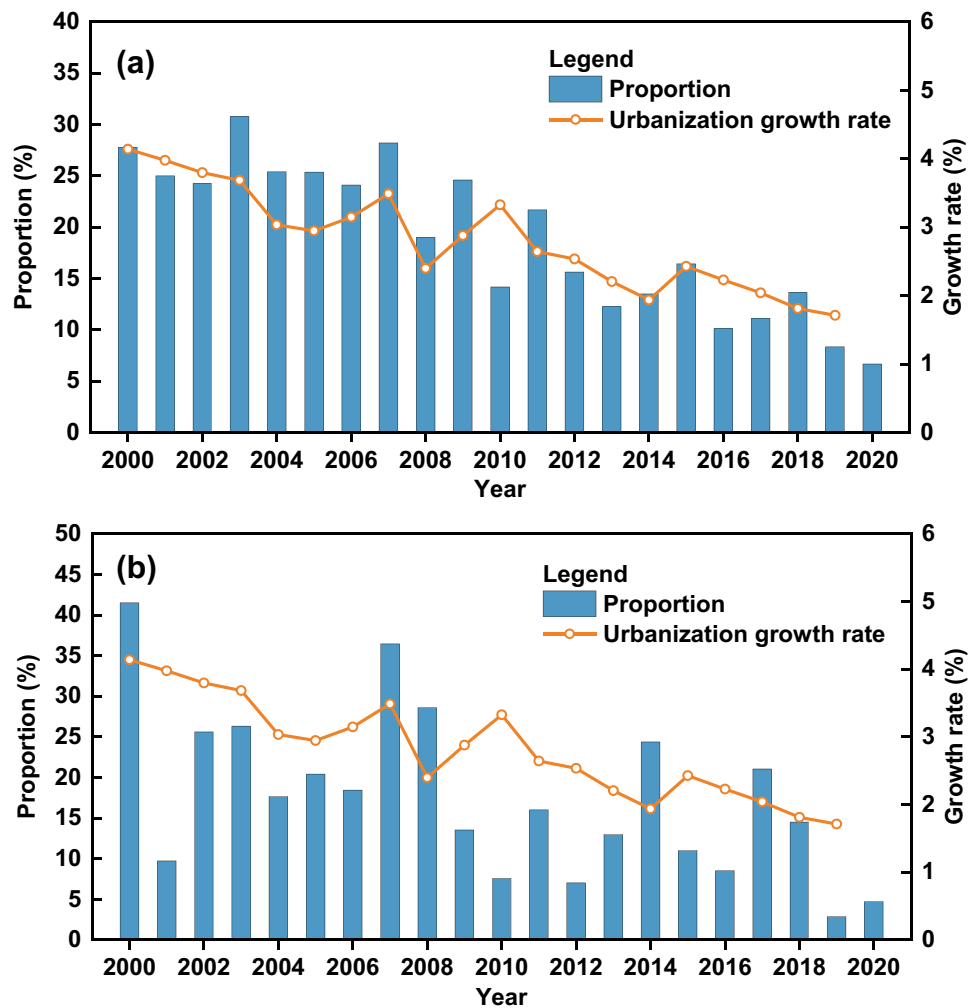 (a)
Legend
Proportion
Urbanization growth rate
Proportion (%)
40
35
30
25
20
15
10
5
0
6
5
4
3
2
1
0
Growth rate (%)
2000 2002 2004 2006 2008 2010 2012 2014 2016 2018 2020
Year
(b)
Legend
Proportion
Urbanization growth rate
Proportion (%)
50
45
40
35
30
25
20
15
10
5
0
6
5
4
3
2
1
0
Growth rate (%)
2000 2002 2004 2006 2008 2010 2012 2014 2016 2018 2020
Year